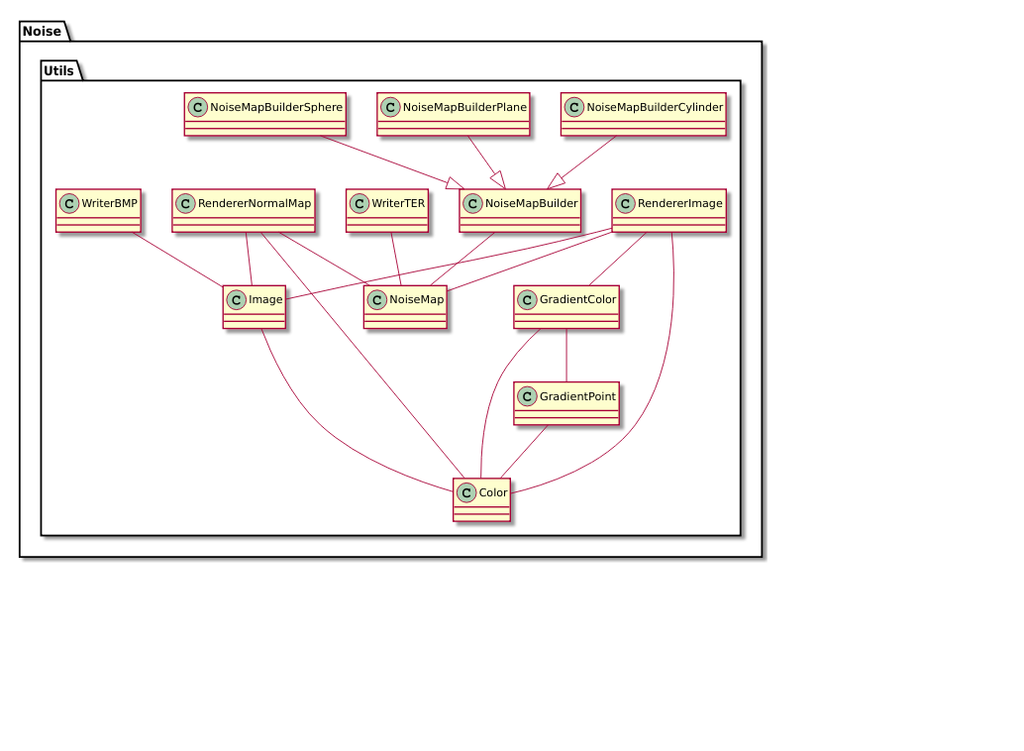 Noise
Utils
C NoiseMapBuilderSphere
C NoiseMapBuilderPlane
C NoiseMapBuilderCylinder
C WriterBMP
C RendererNormalMap
C WriterTER
C NoiseMapBuilder
C RendererImage
C Image
C NoiseMap
C GradientColor
C GradientPoint
C Color